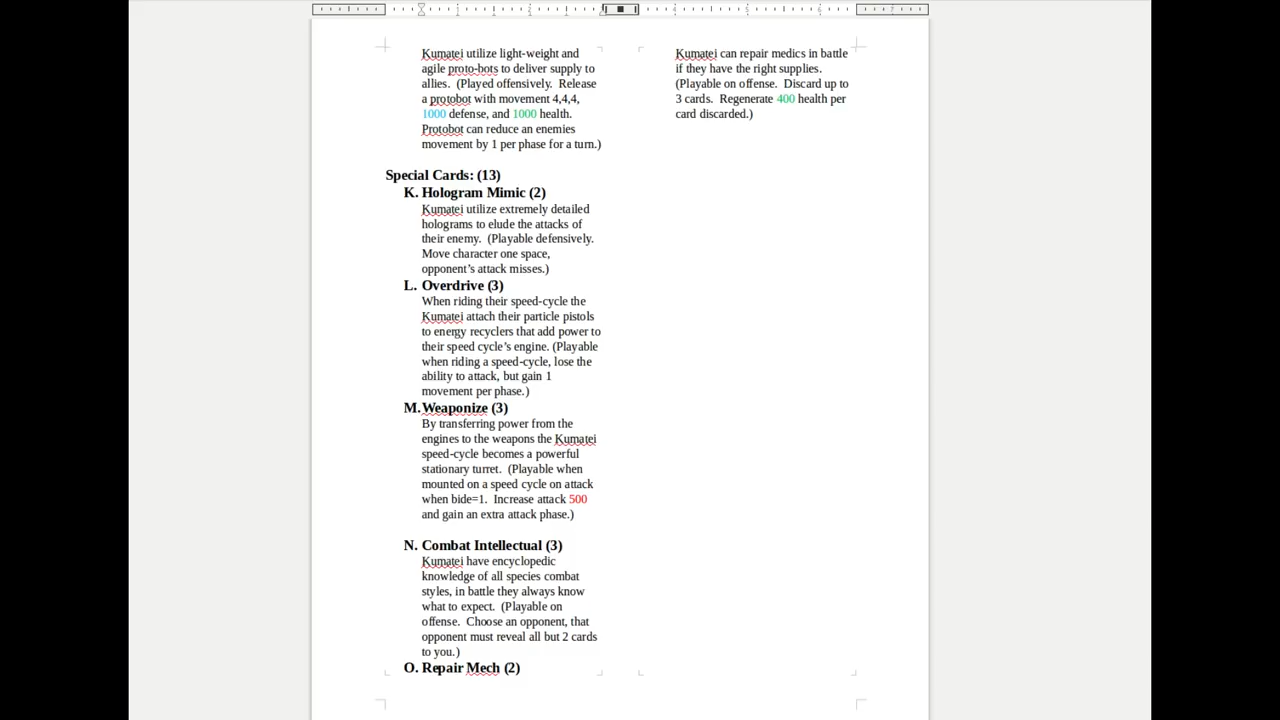 Kumatei utilize light-weight and
agile proto-bots to deliver supply to
allies.  (Played offensively.  Release
a protobot with movement 4,4,4,
1000 defense, and 1000 health.
Protobot can reduce an enemies
movement by 1 per phase for a turn.)
Special Cards: (13)
K. Hologram Mimic (2)
Kumatei utilize extremely detailed
holograms to elude the attacks of
their enemy.  (Playable defensively.
Move character one space,
opponent’s attack misses.)
L. Overdrive (3)
When riding their speed-cycle the
Kumatei attach their particle pistols
to energy recyclers that add power to
their speed cycle’s engine. (Playable
when riding a speed-cycle, lose the
ability to attack, but gain 1
movement per phase.)
M. Weaponize (3)
By transferring power from the
engines to the weapons the Kumatei
speed-cycle becomes a powerful
stationary turret.  (Playable when
mounted on a speed cycle on attack
when bide=1.  Increase attack 500
and gain an extra attack phase.)
N. Combat Intellectual (3)
Kumatei have encyclopedic
knowledge of all species combat
styles, in battle they always know
what to expect.  (Playable on
offense.  Choose an opponent, that
opponent must reveal all but 2 cards
to you.)
O. Repair Mech (2)
Kumatei can repair medics in battle
if they have the right supplies.
(Playable on offense.  Discard up to
3 cards.  Regenerate 400 health per
card discarded.)